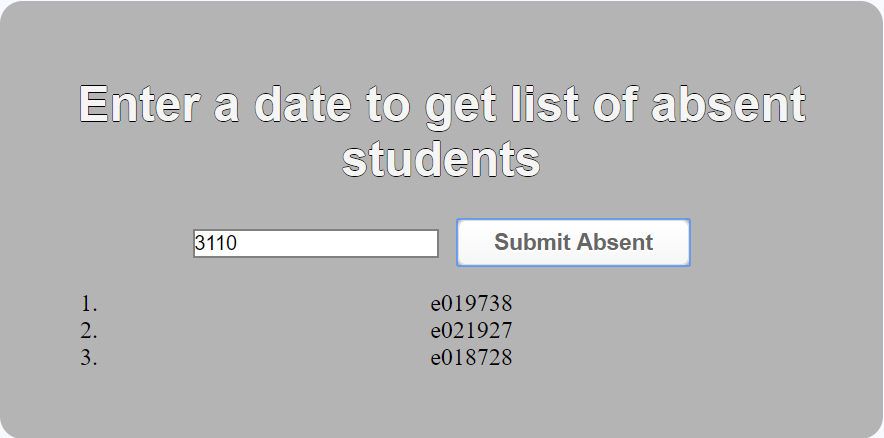 Enter a date to get list of absent
students
3110 Submit Absent
1. e019738
2. e021927
3. e018728